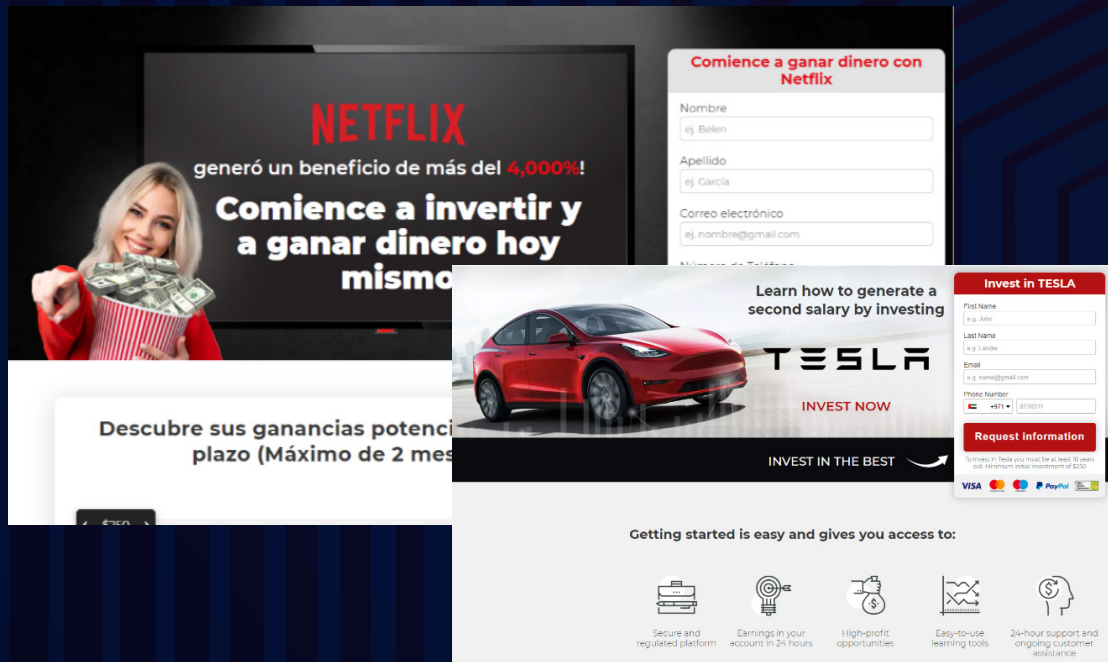 NETFLIX
generó un beneficio de más del 4,000%!
Comience a invertir y
a ganar dinero hoy
mismo
Comience a ganar dinero con
Netflix
Nombre
ej. Belen
Apellido
ej. García
Correo electrónico
ej. nombre@gmail.com
Número de Teléfono
Descubre sus ganancias potenci
plazo (Máximo de 2 mes
$250
Learn how to generate a
second salary by investing
TESLA
INVEST NOW
INVEST IN THE BEST
Invest in TESLA
First Name
e.g. John
Last Name
e.g. Lander
Email
e.g. name@gmail.com
Phone Number
+971
Request information
To invest in Tesla you must be at least 18 years
old. Minimum initial investment of $250
VISA
PayPal
Getting started is easy and gives you access to:
Secure and
regulated platform
Earnings in your
account in 24 hours
High-profit
opportunities
Easy-to-use
learning tools
24-hour support and
ongoing customer
assistance